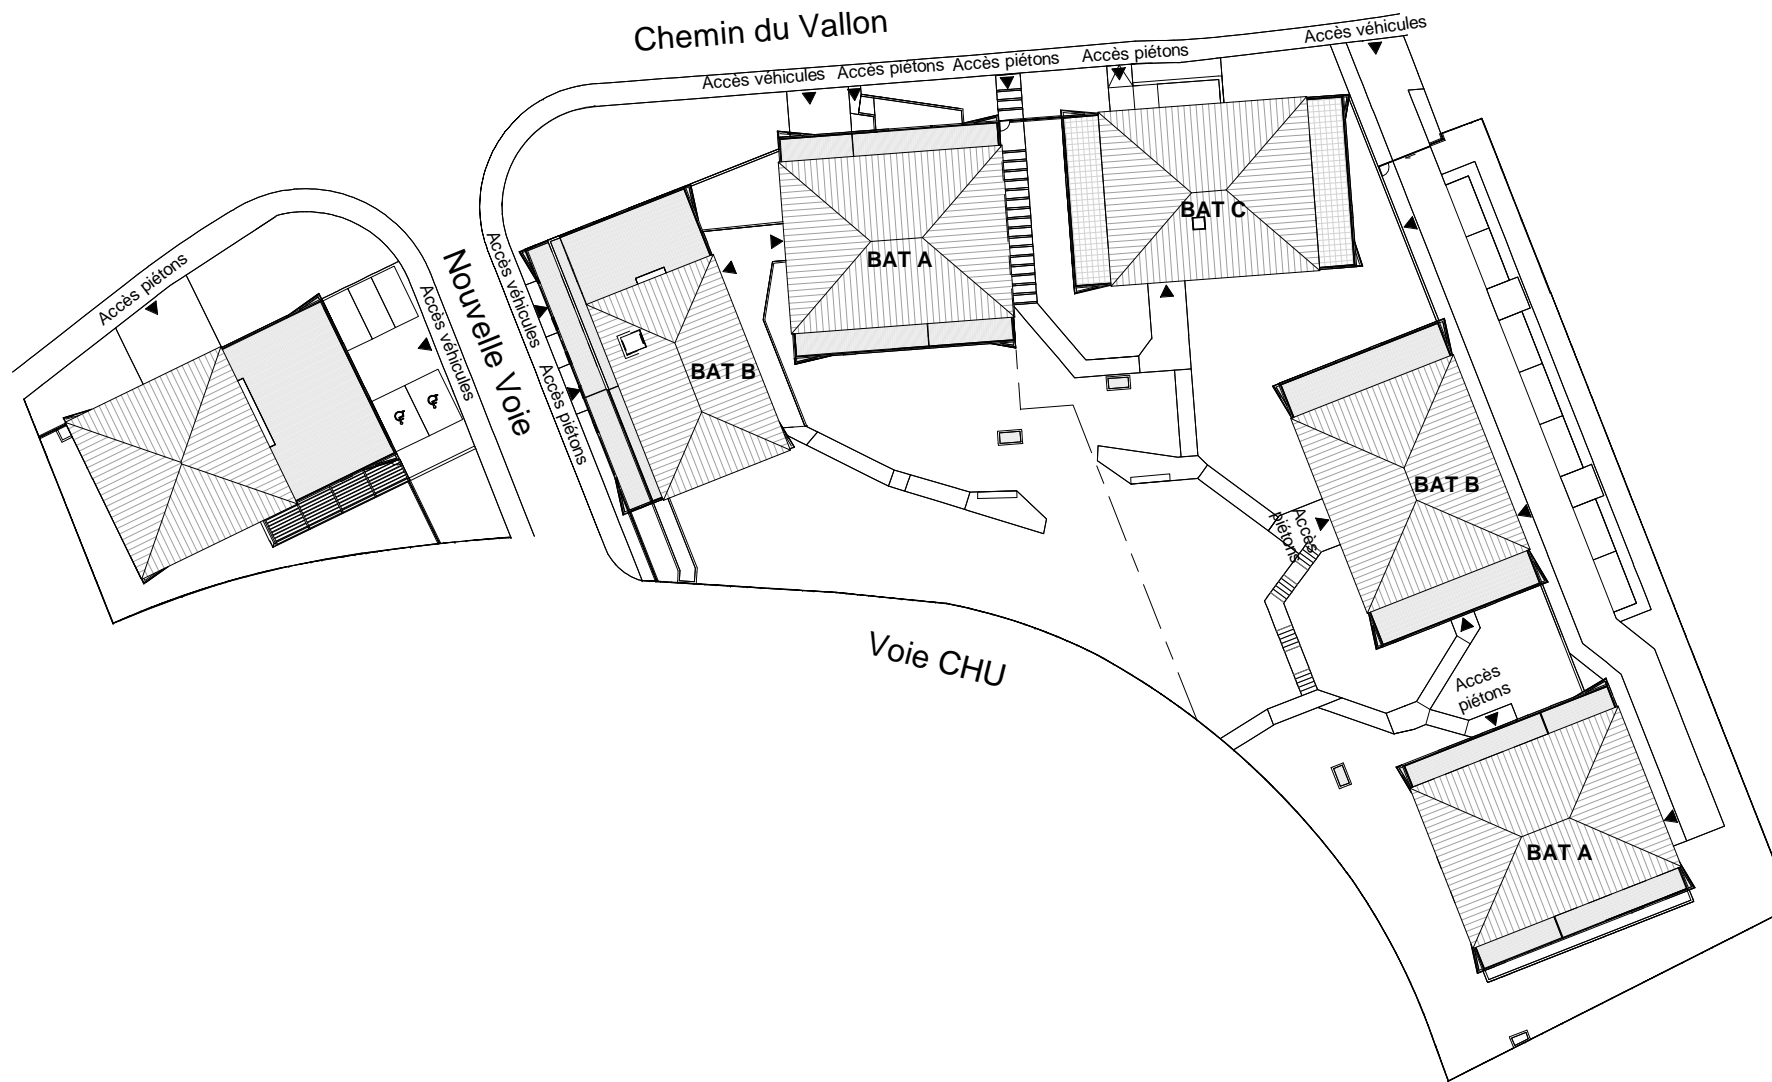 Chemin du Vallon
Accès véhicules
Accès piétons
Accès piétons
Accès piétons
Accès véhicules
Accès piétons
Accès véhicules
Nouvelle Voie
Accès véhicules
Accès piétons
BAT A
BAT C
BAT B
BAT B
Accès
piétons
Voie CHU
Accès
piétons
BAT A